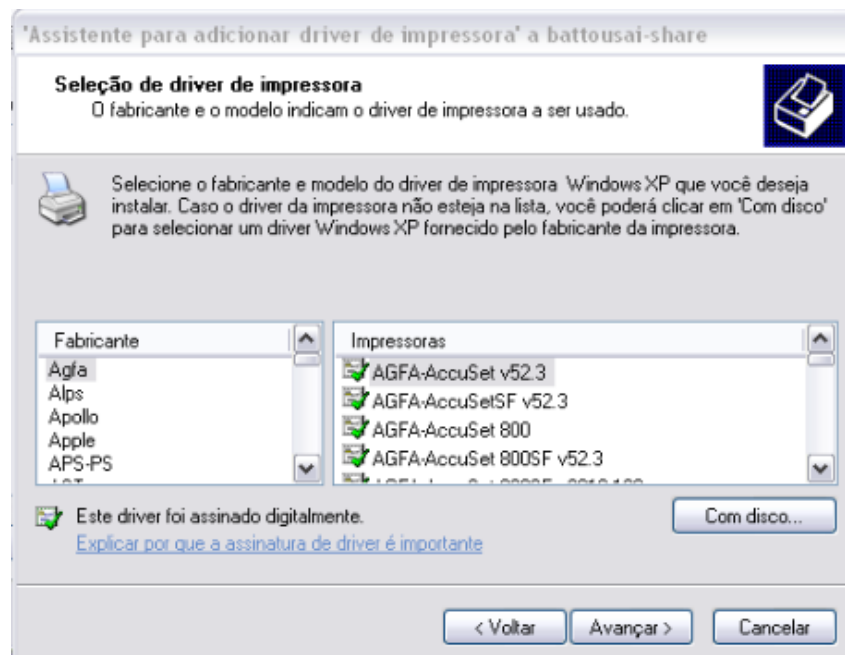 'Assistente para adicionar driver de impressora' a battousai-share
Seleção de driver de impressora
O fabricante e o modelo indicam o driver de impressora a ser usado.
Selecione o fabricante e modelo do driver de impressora Windows XP que você deseja
instalar. Caso o driver da impressora não esteja na lista, você poderá clicar em 'Com disco'
para selecionar um driver Windows XP fornecido pelo fabricante da impressora.
Fabricante
Agfa
Alps
Apollo
Apple
APS-PS
Impressoras
AGFA-AccuSet v52.3
AGFA-AccuSetSF v52.3
AGFA-AccuSet 800
AGFA-AccuSet 800SF v52.3
Este driver foi assinado digitalmente.
Explicar por que a assinatura de driver é importante
Com disco...
< Voltar
Avançar >
Cancelar